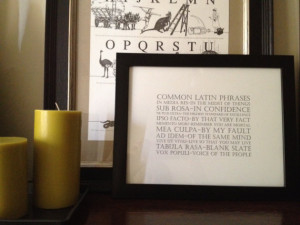 J K L M N
O P Q R S T U
COMMON LATIN PHRASES
IN MEDIA RES-IN THE MIDST OF THINGS
SUB ROSA-IN CONFIDENCE
IPSO FACTO-BY THAT VERY FACT
MEA CULPA-BY MY FAULT
AD IDEM-OF THE SAME MIND
TABULA RASA-BLANK SLATE
VOX POPULI-VOICE OF THE PEOPLE